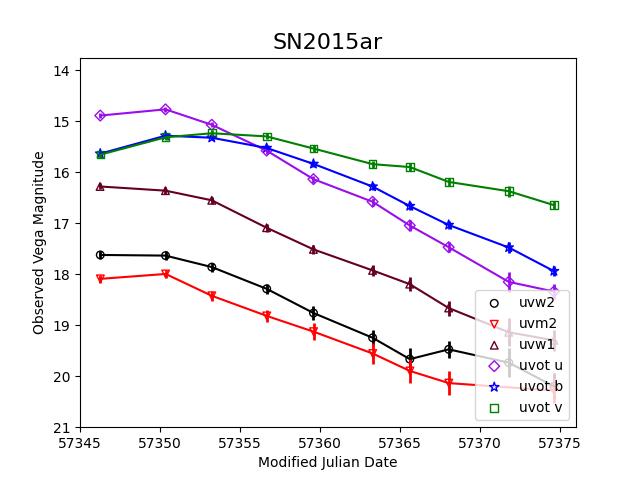 SN2015ar
14
15
16
17
18
19
20
21
Observed Vega Magnitude
57345 57350 57355 57360 57365 57370 57375
Modified Julian Date
uvw2
uvm2
uvw1
uvot u
uvot b
uvot v